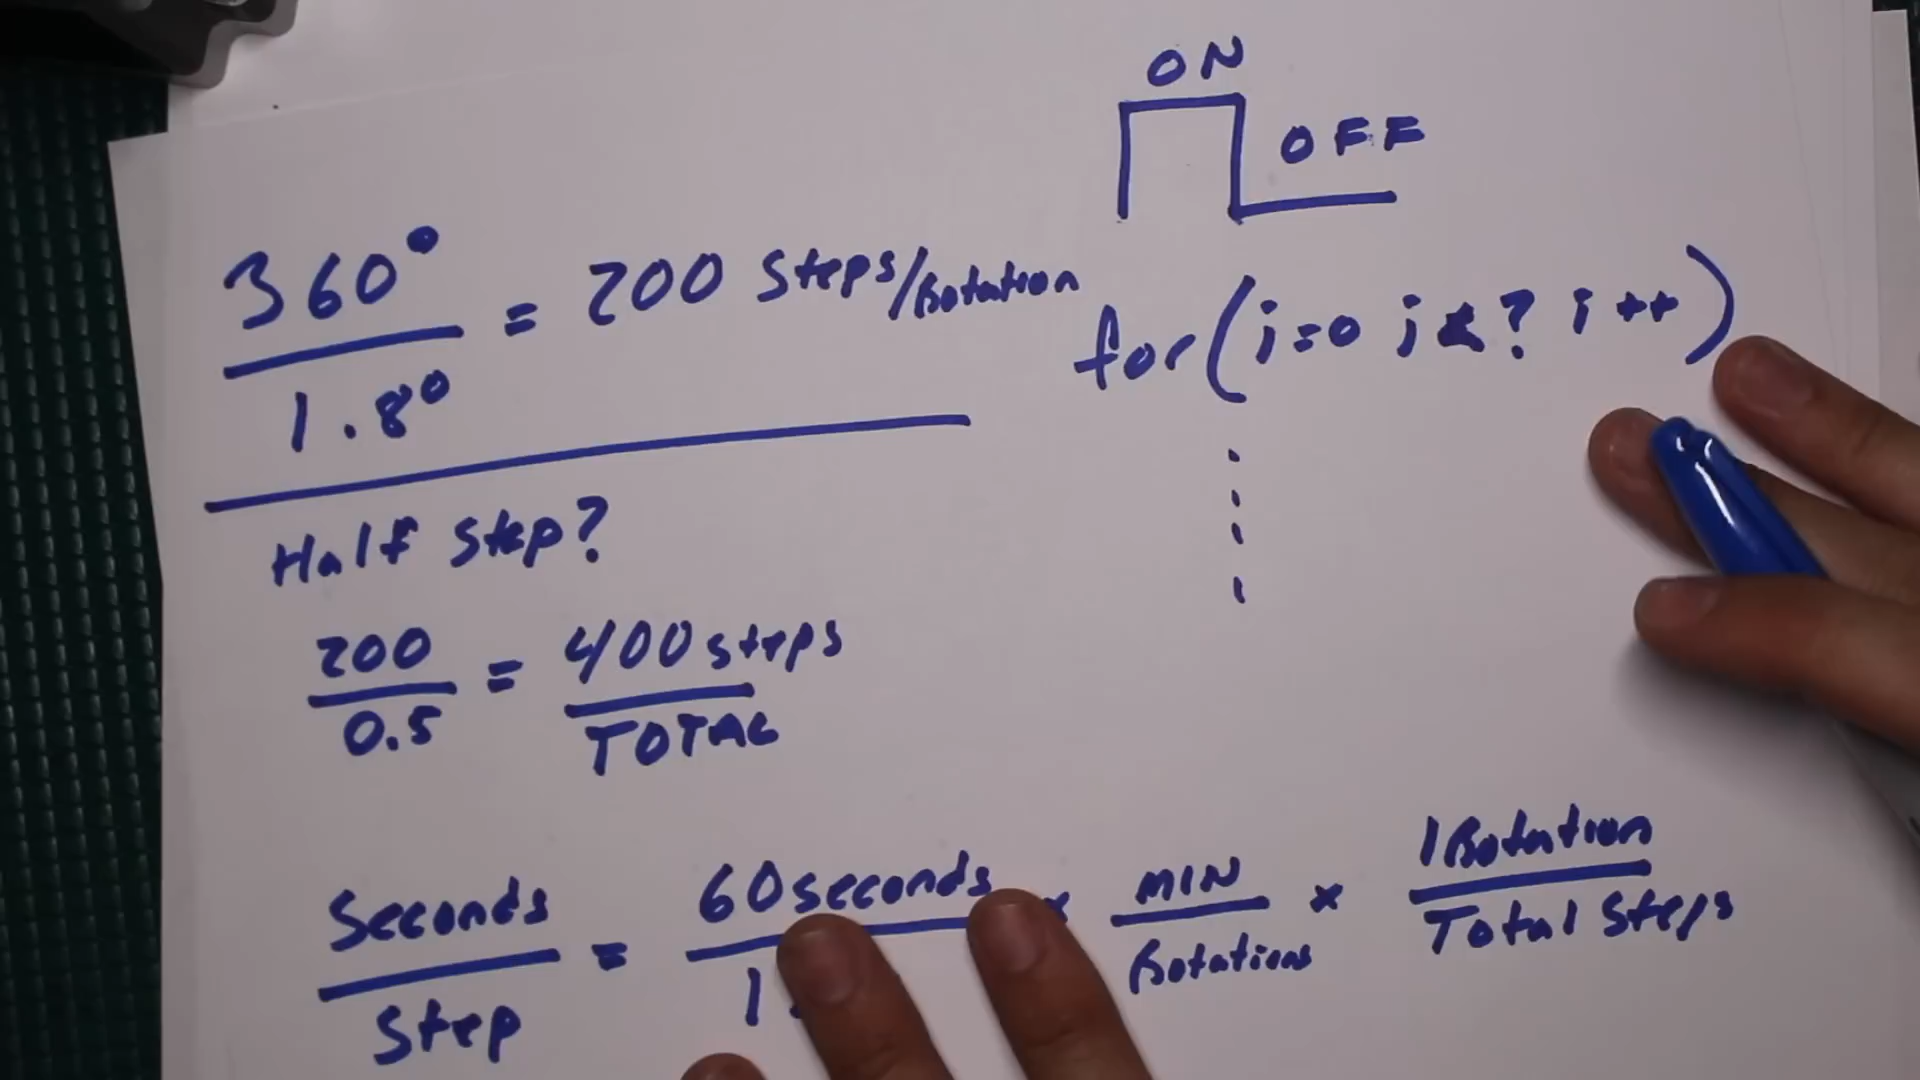 ON
OFF
360°
1.8°
= 200 Steps/Rotation
for(i=0 i<? i++)
Half Step?
200
0.5
= 400 steps
TOTAL
Seconds
Step
= 60 seconds
1
x MIN
Rotations
x 1 Rotation
Total Steps